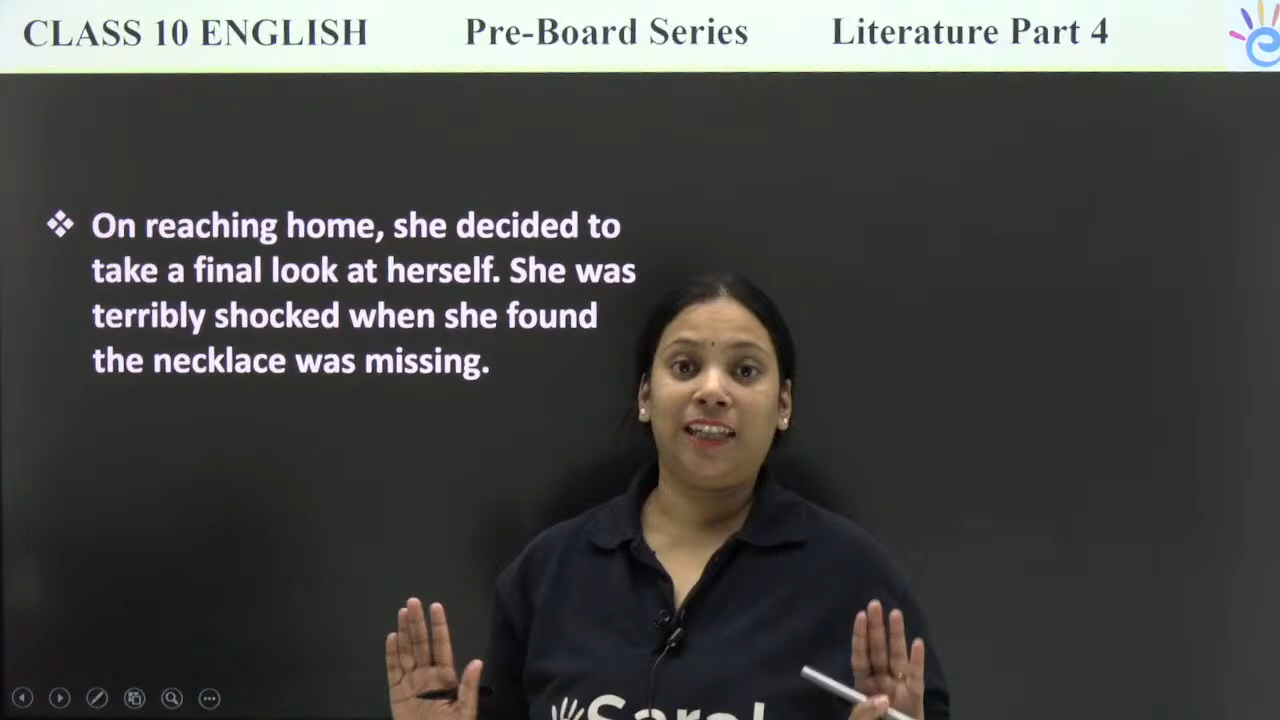 CLASS 10 ENGLISH Pre-Board Series Literature Part 4
❖ On reaching home, she decided to
take a final look at herself. She was
terribly shocked when she found
the necklace was missing.